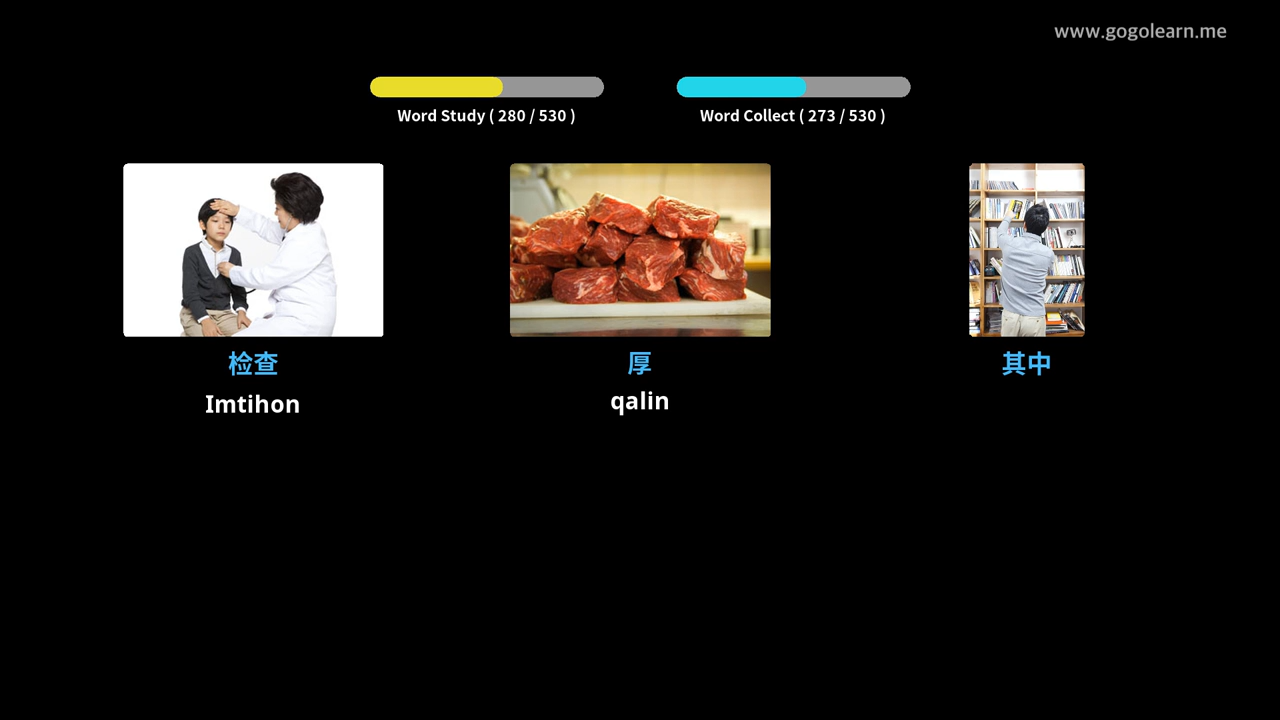 www.gogolearn.me
Word Study ( 280 / 530 )
Word Collect ( 273 / 530 )
检查
Imtihon
厚
qalin
其中